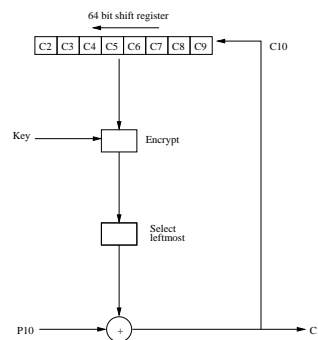 64 bit shift register
C2 C3 C4 C5 C6 C7 C8 C9
C10
Key
Encrypt
Select
leftmost
P10
+
C